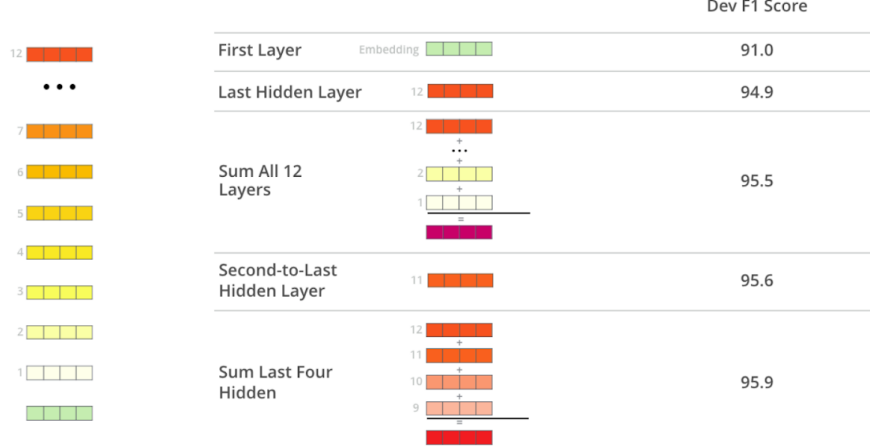 Dev F1 Score
12
• • •
7
6
5
4
3
2
1
First Layer
Embedding
91.0
Last Hidden Layer
12
94.9
Sum All 12
Layers
12
+
...
+
2
+
1
=
95.5
Second-to-Last
Hidden Layer
11
95.6
Sum Last Four
Hidden
12
+
11
+
10
+
9
=
95.9